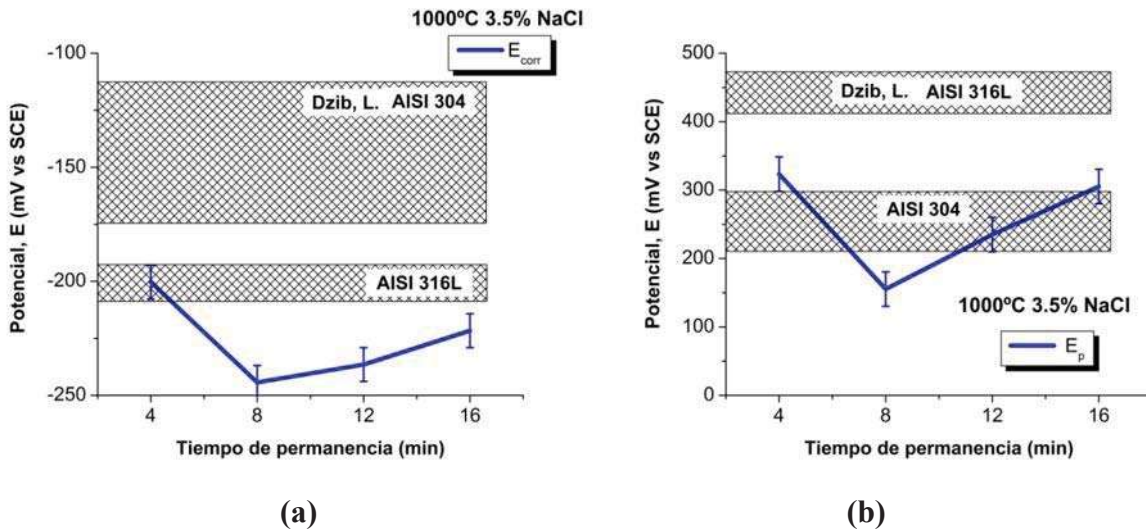 1000ºC 3.5% NaCl
E_corr
Potencial, E (mV vs SCE)
-100
-150
-200
-250
Dzib, L. AISI 304
AISI 316L
4 8 12 16
Tiempo de permanencia (min)
(a)
Potencial, E (mV vs SCE)
500
400
300
200
100
0
Dzib, L. AISI 316L
AISI 304
1000ºC 3.5% NaCl
E_p
4 8 12 16
Tiempo de permanencia (min)
(b)